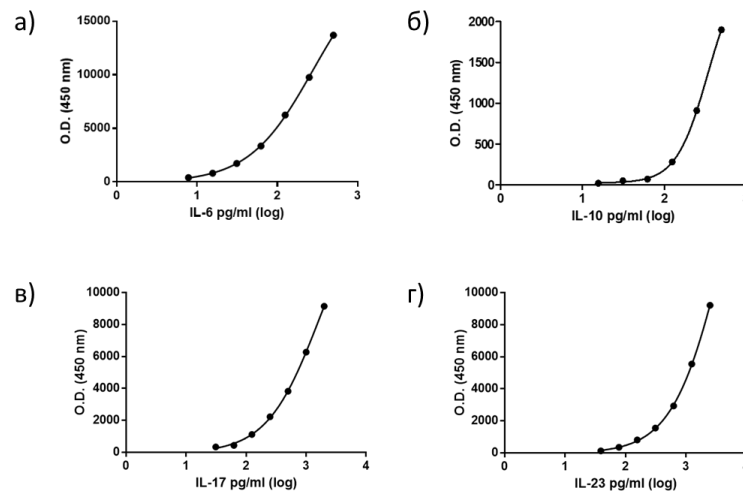 а)
15000
10000
5000
0
O.D. (450 nm)
0 1 2 3
IL-6 pg/ml (log)
б)
2000
1500
1000
500
0
O.D. (450 nm)
0 1 2
IL-10 pg/ml (log)
в)
10000
8000
6000
4000
2000
0
O.D. (450 nm)
0 1 2 3 4
IL-17 pg/ml (log)
г)
10000
8000
6000
4000
2000
0
O.D. (450 nm)
0 1 2 3
IL-23 pg/ml (log)